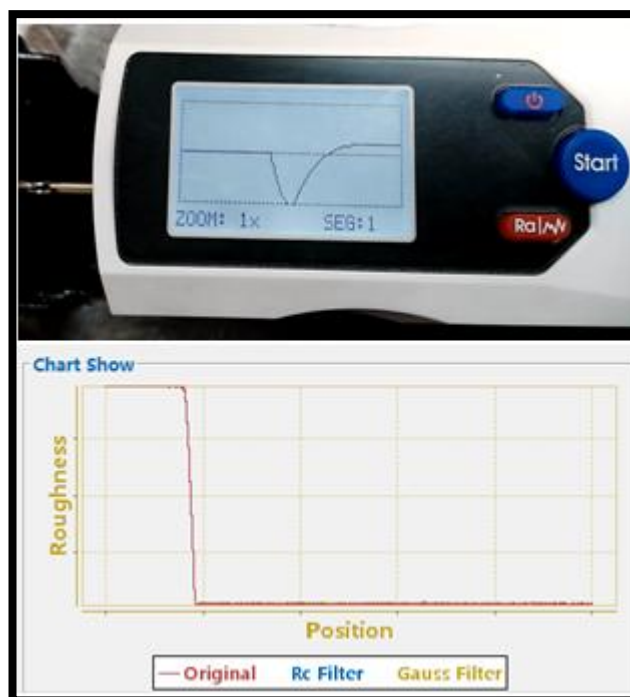 Start
ZOOM: 1x SEG:1
Ra
Chart Show
Roughness
Position
Original Rc Filter Gauss Filter